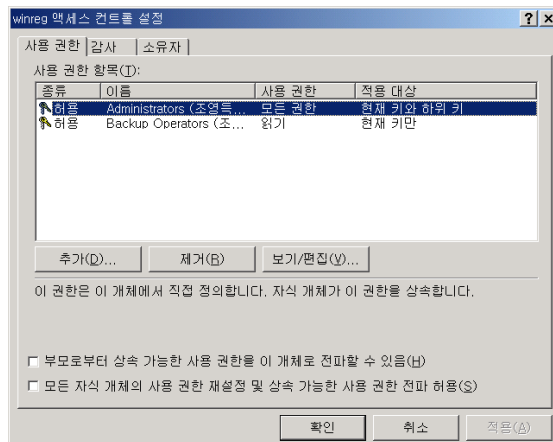 winreg 액세스 컨트롤 설정
사용 권한 감사 소유자
사용 권한 항목(T):
종류 이름 사용 권한 적용 대상
허용 Administrators (조영득... 모든 권한 현재 키와 하위 키
허용 Backup Operators (조... 읽기 현재 키만
추가(D)... 제거(R) 보기/편집(V)...
이 권한은 이 개체에서 직접 정의합니다. 자식 개체가 이 권한을 상속합니다.
부모로부터 상속 가능한 사용 권한을 이 개체로 전파할 수 있음(H)
모든 자식 개체의 사용 권한 재설정 및 상속 가능한 사용 권한 전파 허용(S)
확인 취소 적용(A)